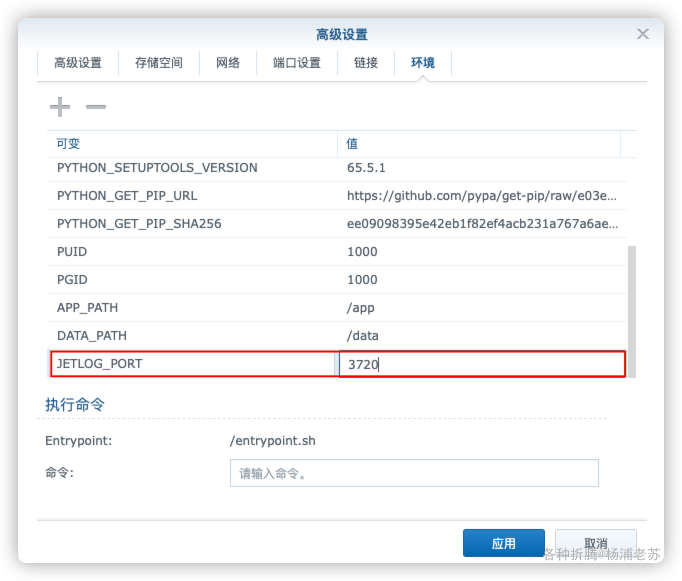 高级设置
高级设置 存储空间 网络 端口设置 链接 环境
可变 值
PYTHON_SETUPTOOLS_VERSION 65.5.1
PYTHON_GET_PIP_URL https://github.com/pypa/get-pip/raw/e03e...
PYTHON_GET_PIP_SHA256 ee09098395e42eb1f82ef4acb231a767a6ae...
PUID 1000
PGID 1000
APP_PATH /app
DATA_PATH /data
JETLOG_PORT 3720
执行命令
Entrypoint: /entrypoint.sh
命令: 请输入命令。
应用 取消
各种折腾@杨浦老苏